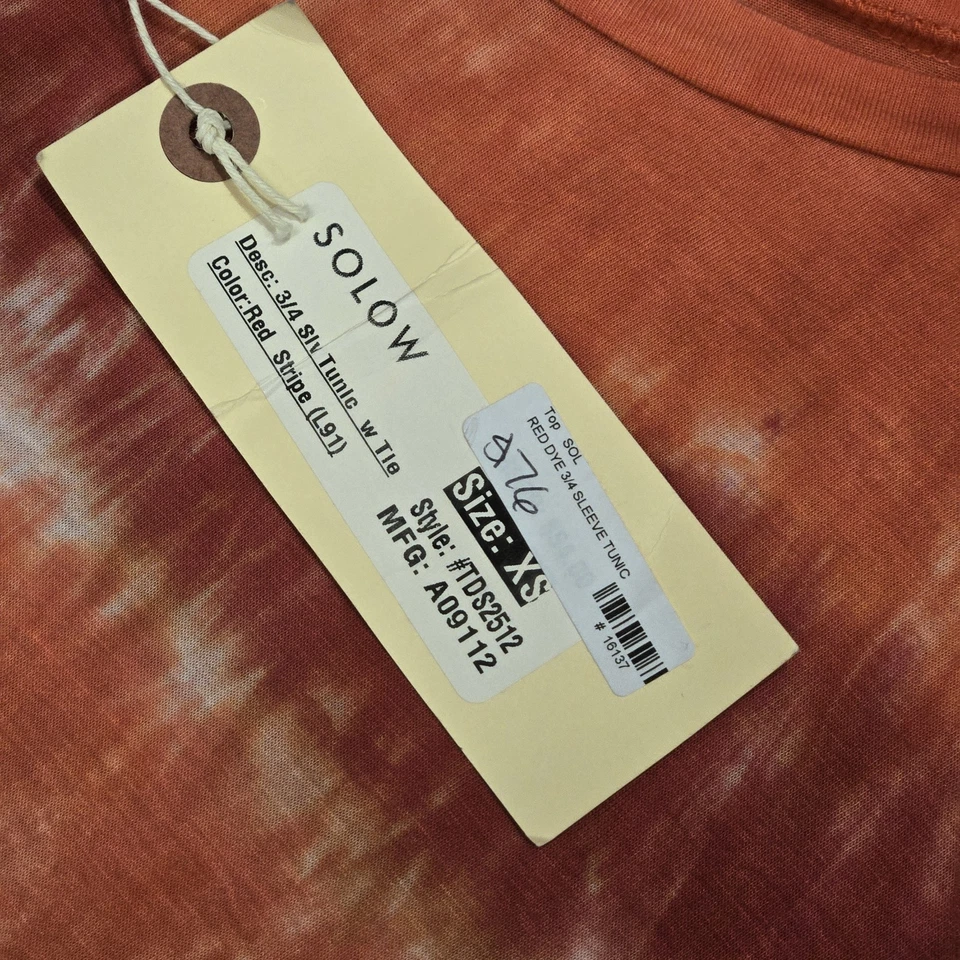 SOLOW
Desc: 3/4 Slv Tunic w Tie
Color:Red Stripe (L91)
Size: XS
Style: #TDS2512
MFG: A09112
Top SOL
RED DYE 3/4 SLEEVE TUNIC
$76
# 16137